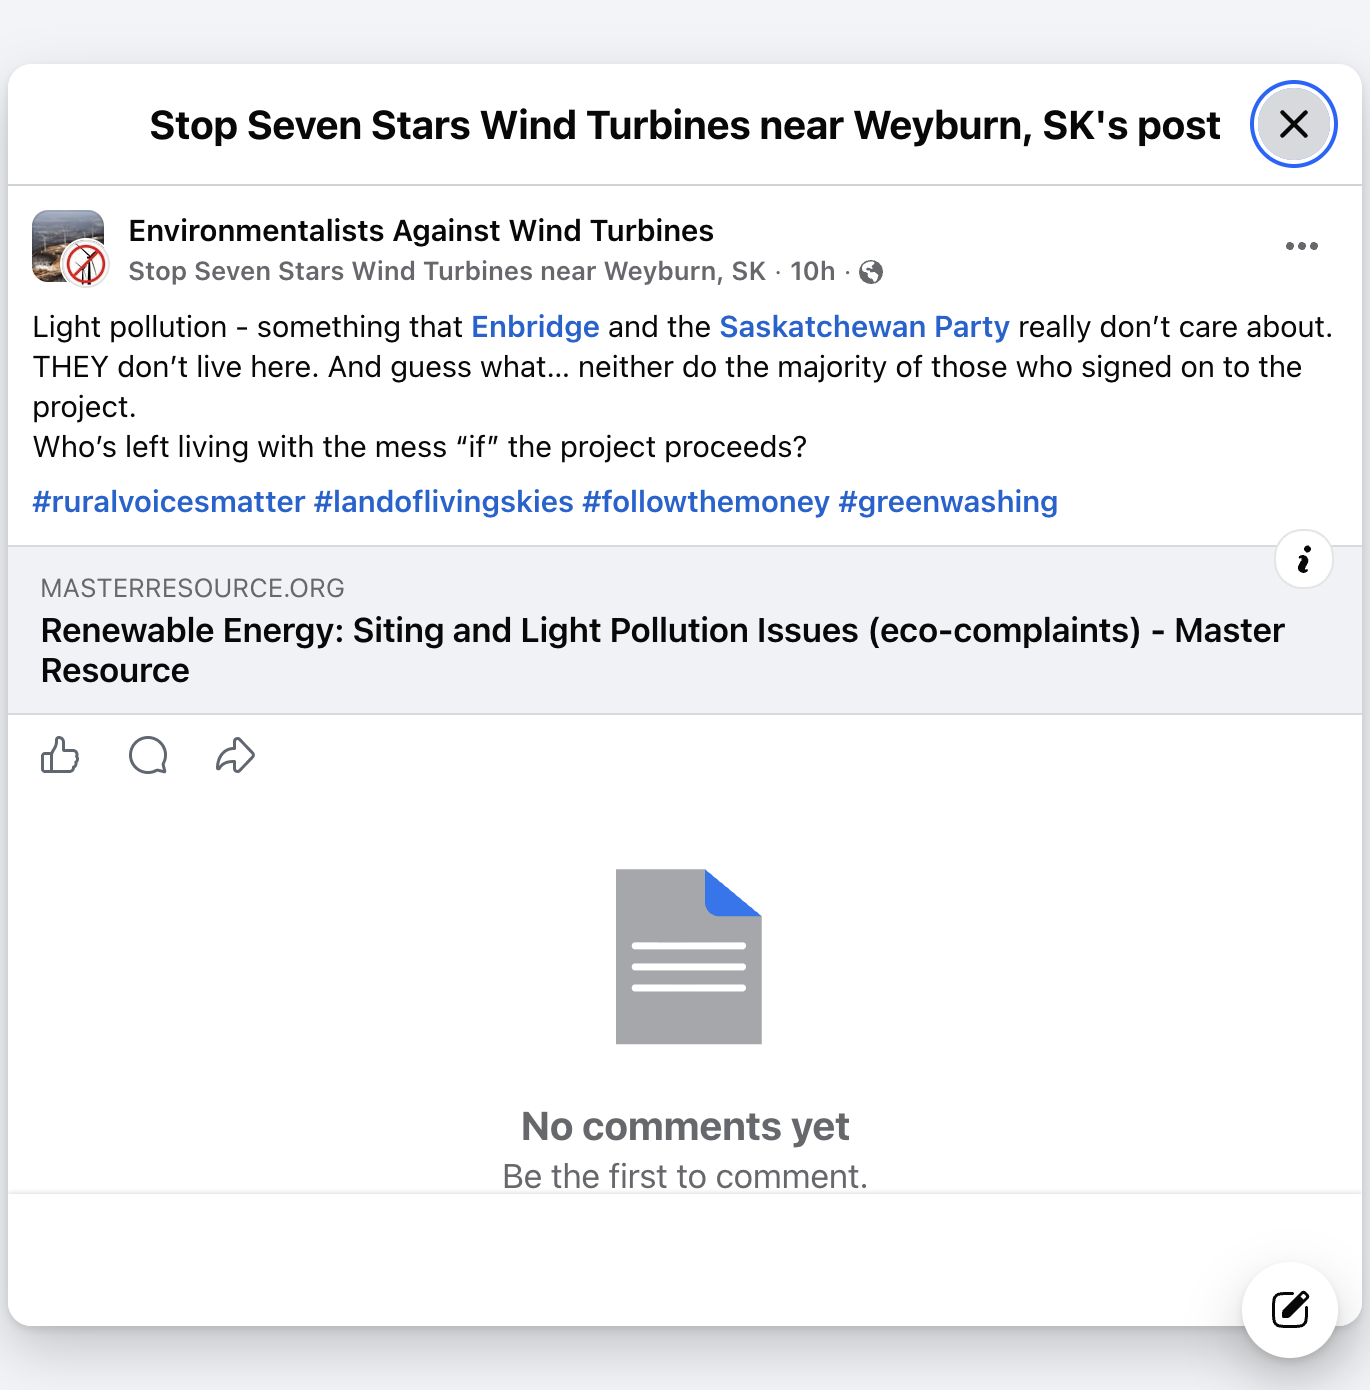 Stop Seven Stars Wind Turbines near Weyburn, SK's post
Environmentalists Against Wind Turbines
Stop Seven Stars Wind Turbines near Weyburn, SK · 10h ·
Light pollution - something that Enbridge and the Saskatchewan Party really don’t care about.
THEY don’t live here. And guess what... neither do the majority of those who signed on to the
project.
Who’s left living with the mess “if” the project proceeds?
#ruralvoicesmatter #landoflivingskies #followthemoney #greenwashing
MASTERRESOURCE.ORG
Renewable Energy: Siting and Light Pollution Issues (eco-complaints) - Master
Resource
No comments yet
Be the first to comment.